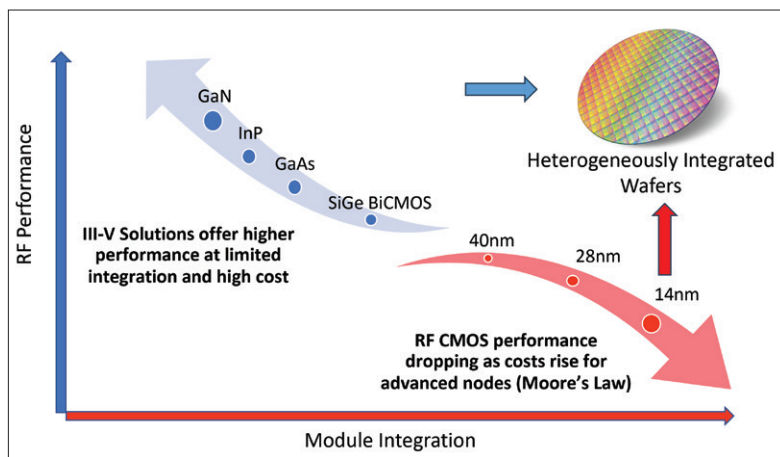 GaN
InP
GaAs
SiGe BiCMOS
Heterogeneously Integrated
Wafers
RF Performance
III-V Solutions offer higher
performance at limited
integration and high cost
40nm
28nm
14nm
RF CMOS performance
dropping as costs rise for
advanced nodes (Moore's Law)
Module Integration